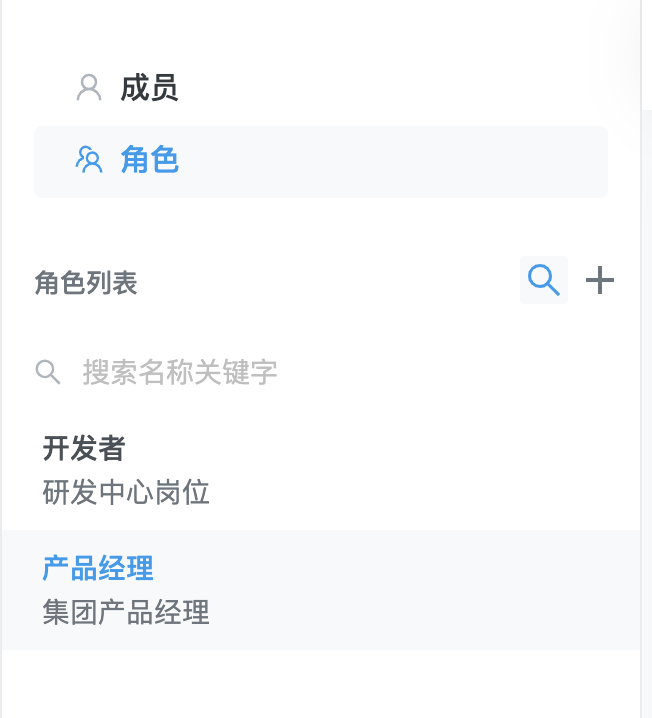 成员
角色
角色列表
搜索名称关键字
开发者
研发中心岗位
产品经理
集团产品经理